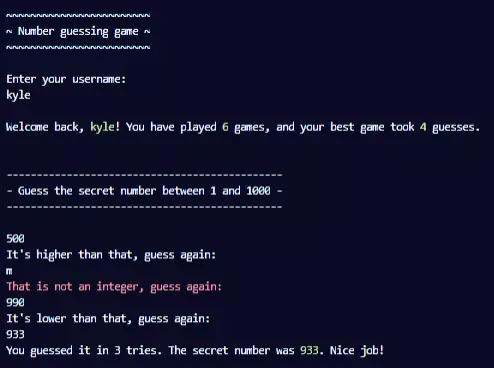 ~~~~~~~~~~~~~~~~~~~~~~~~
~ Number guessing game ~
~~~~~~~~~~~~~~~~~~~~~~~~
Enter your username:
kyle
Welcome back, kyle! You have played 6 games, and your best game took 4 guesses.
----------------------------------------------
- Guess the secret number between 1 and 1000 -
----------------------------------------------
500
It's higher than that, guess again:
m
That is not an integer, guess again:
990
It's lower than that, guess again:
933
You guessed it in 3 tries. The secret number was 933. Nice job!